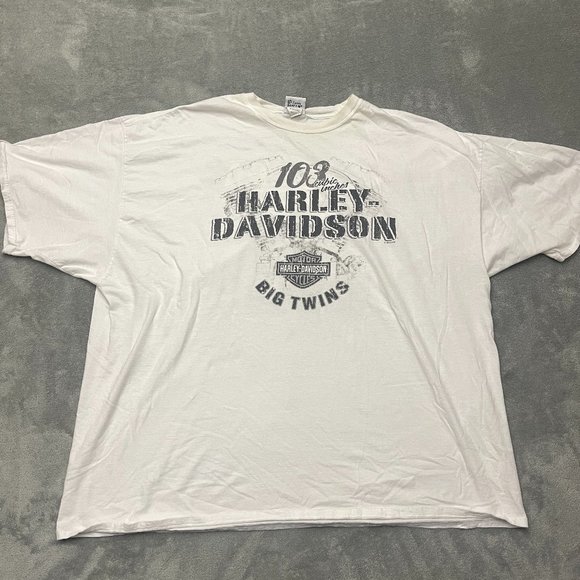 103
cubic
inches
HARLEY-
DAVIDSON
MOTOR
HARLEY-DAVIDSON
CYCLES
BIG TWINS